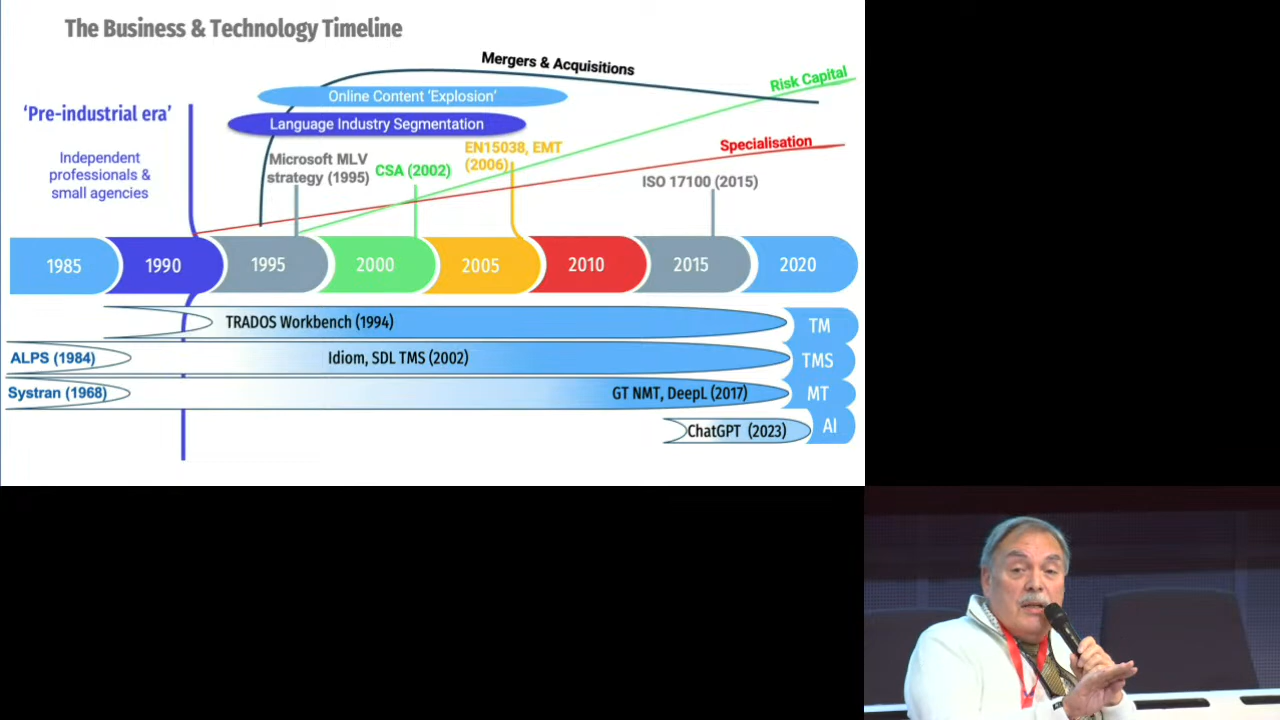 The Business & Technology Timeline
Mergers & Acquisitions
Risk Capital
Online Content 'Explosion'
'Pre-industrial era'
Language Industry Segmentation
Specialisation
Independent
professionals &
small agencies
Microsoft MLV
strategy (1995)
CSA (2002)
EN15038, EMT
(2006)
ISO 17100 (2015)
1985
1990
1995
2000
2005
2010
2015
2020
TRADOS Workbench (1994)
TM
ALPS (1984)
Idiom, SDL TMS (2002)
TMS
Systran (1968)
GT NMT, DeepL (2017)
MT
ChatGPT (2023)
AI